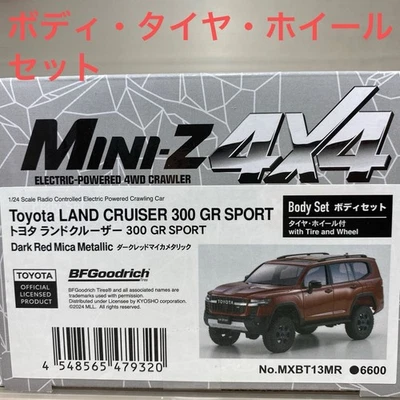 ボディ・タイヤ・ホイール
セット
MINI-Z 4X4
ELECTRIC-POWERED 4WD CRAWLER
1/24 Scale Radio Controlled Electric Powered Crawling Car
Toyota LAND CRUISER 300 GR SPORT
トヨタ ランドクルーザー 300 GR SPORT
Dark Red Mica Metallic ダークレッドマイカメタリック
Body Set ボディセット
タイヤ・ホイール付
with Tire and Wheel
TOYOTA
OFFICIAL
LICENSED
PRODUCT
BFGoodrich
BFGoodrich Tires® and all associated names are
trademarks used with permission.
Distributed under License by KYOSHO corporation.
©2024 MLL. All Rights Reserved.
4 548565 479320
No.MXBT13MR ●6600